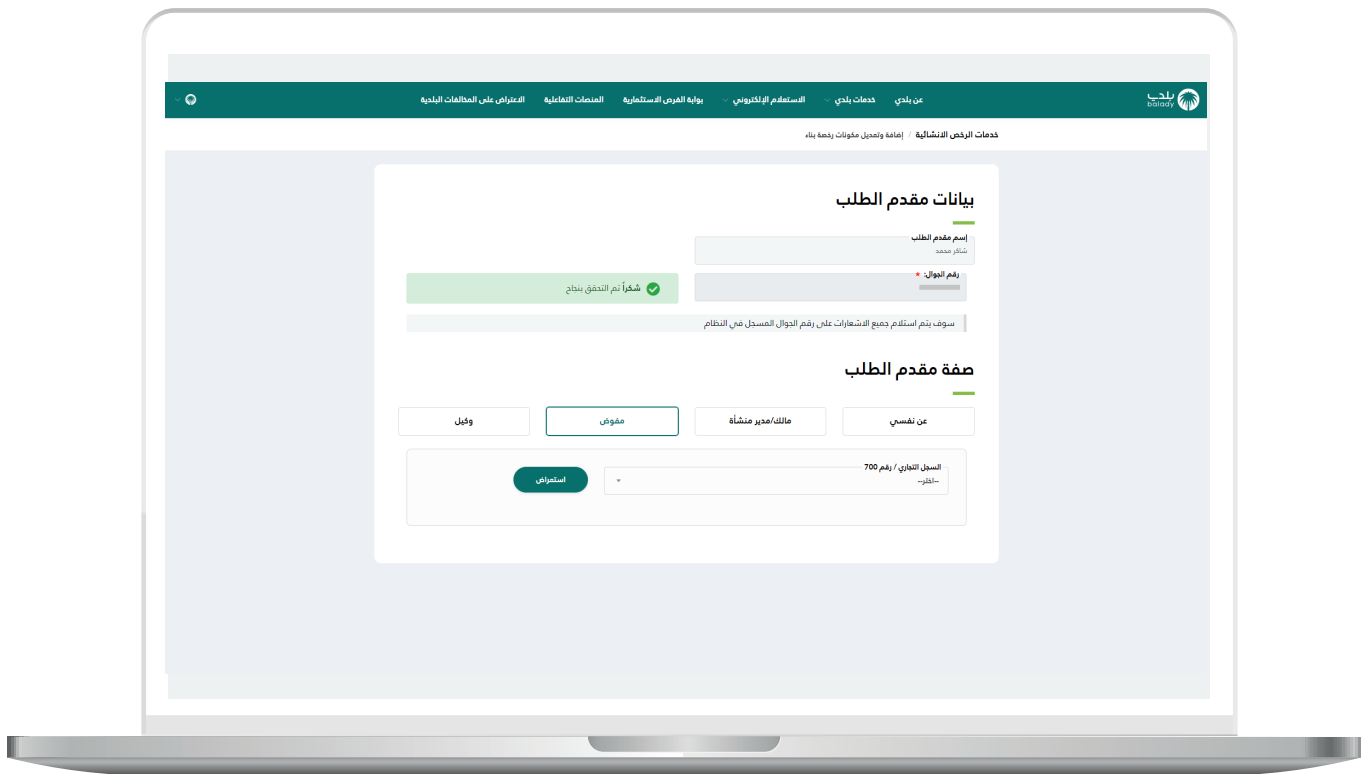 بلدي
balady
عن بلدي
خدمات بلدي
الاستعلام الإلكتروني
بوابة الفرص الاستثمارية
المنصات التفاعلية
الاعتراض على المخالفات البلدية
خدمات الرخص الانشائية / إضافة وتعديل مكونات رخصة بناء
بيانات مقدم الطلب
إسم مقدم الطلب
شاكر محمد
رقم الجوال: *
شكراً تم التحقق بنجاح
سوف يتم استلام جميع الاشعارات على رقم الجوال المسجل في النظام
صفة مقدم الطلب
عن نفسي
مالك/مدير منشأة
مفوض
وكيل
السجل التجاري / رقم 700
--اختر--
استعراض